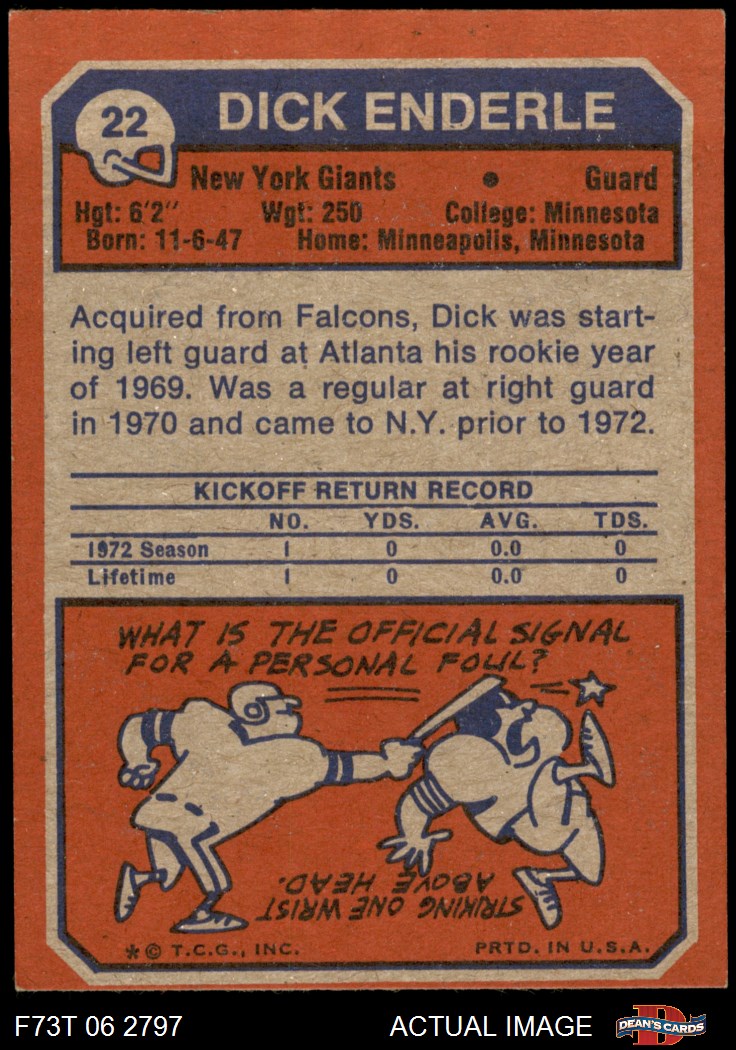 22
DICK ENDERLE
New York Giants • Guard
Hgt: 6'2" Wgt: 250 College: Minnesota
Born: 11-6-47 Home: Minneapolis, Minnesota
Acquired from Falcons, Dick was start-
ing left guard at Atlanta his rookie year
of 1969. Was a regular at right guard
in 1970 and came to N.Y. prior to 1972.
KICKOFF RETURN RECORD
NO. YDS. AVG. TDS.
1972 Season 1 0 0.0 0
Lifetime 1 0 0.0 0
WHAT IS THE OFFICIAL SIGNAL
FOR A PERSONAL FOUL?
STRIKING ONE WRIST
ABOVE HEAD.
* © T.C.G., INC. PRTD. IN U.S.A.
F73T 06 2797 ACTUAL IMAGE
D
DEAN'S CARDS